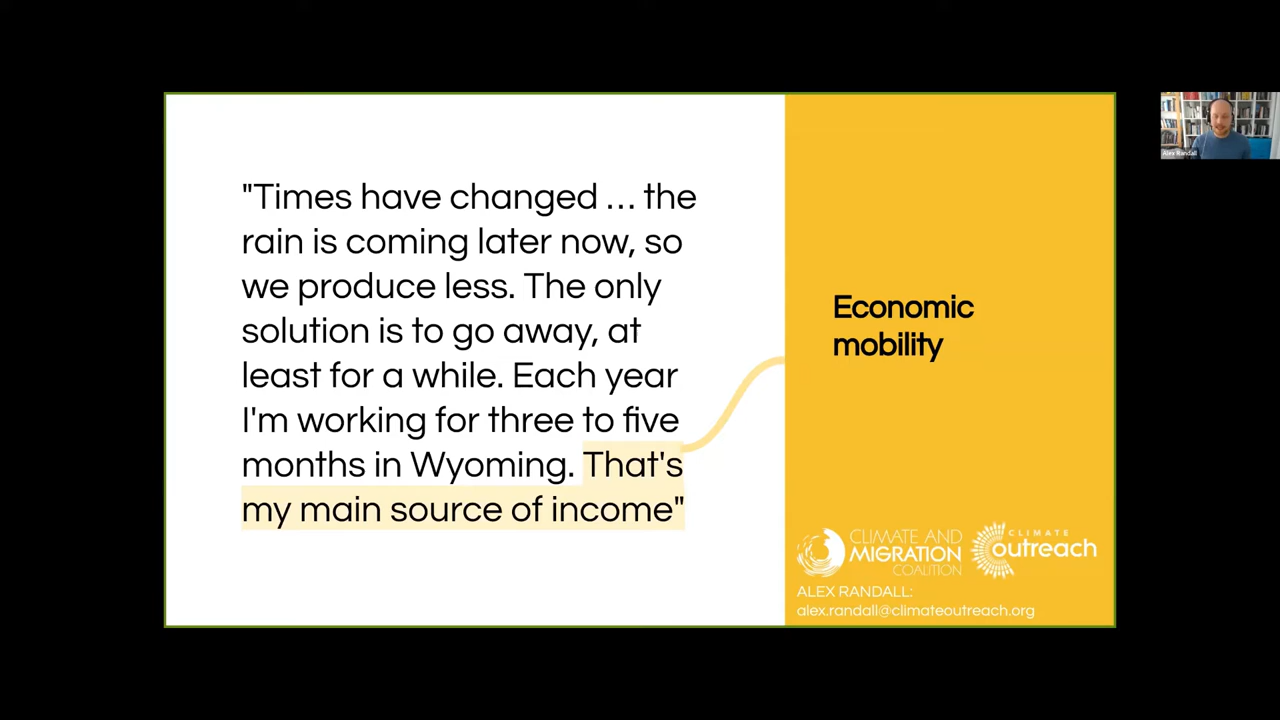 "Times have changed … the
rain is coming later now, so
we produce less. The only
solution is to go away, at
least for a while. Each year
I'm working for three to five
months in Wyoming. That's
my main source of income"
Economic
mobility
CLIMATE AND
MIGRATION
COALITION
CLIMATE
outreach
ALEX RANDALL:
alex.randall@climateoutreach.org
Alex Randall